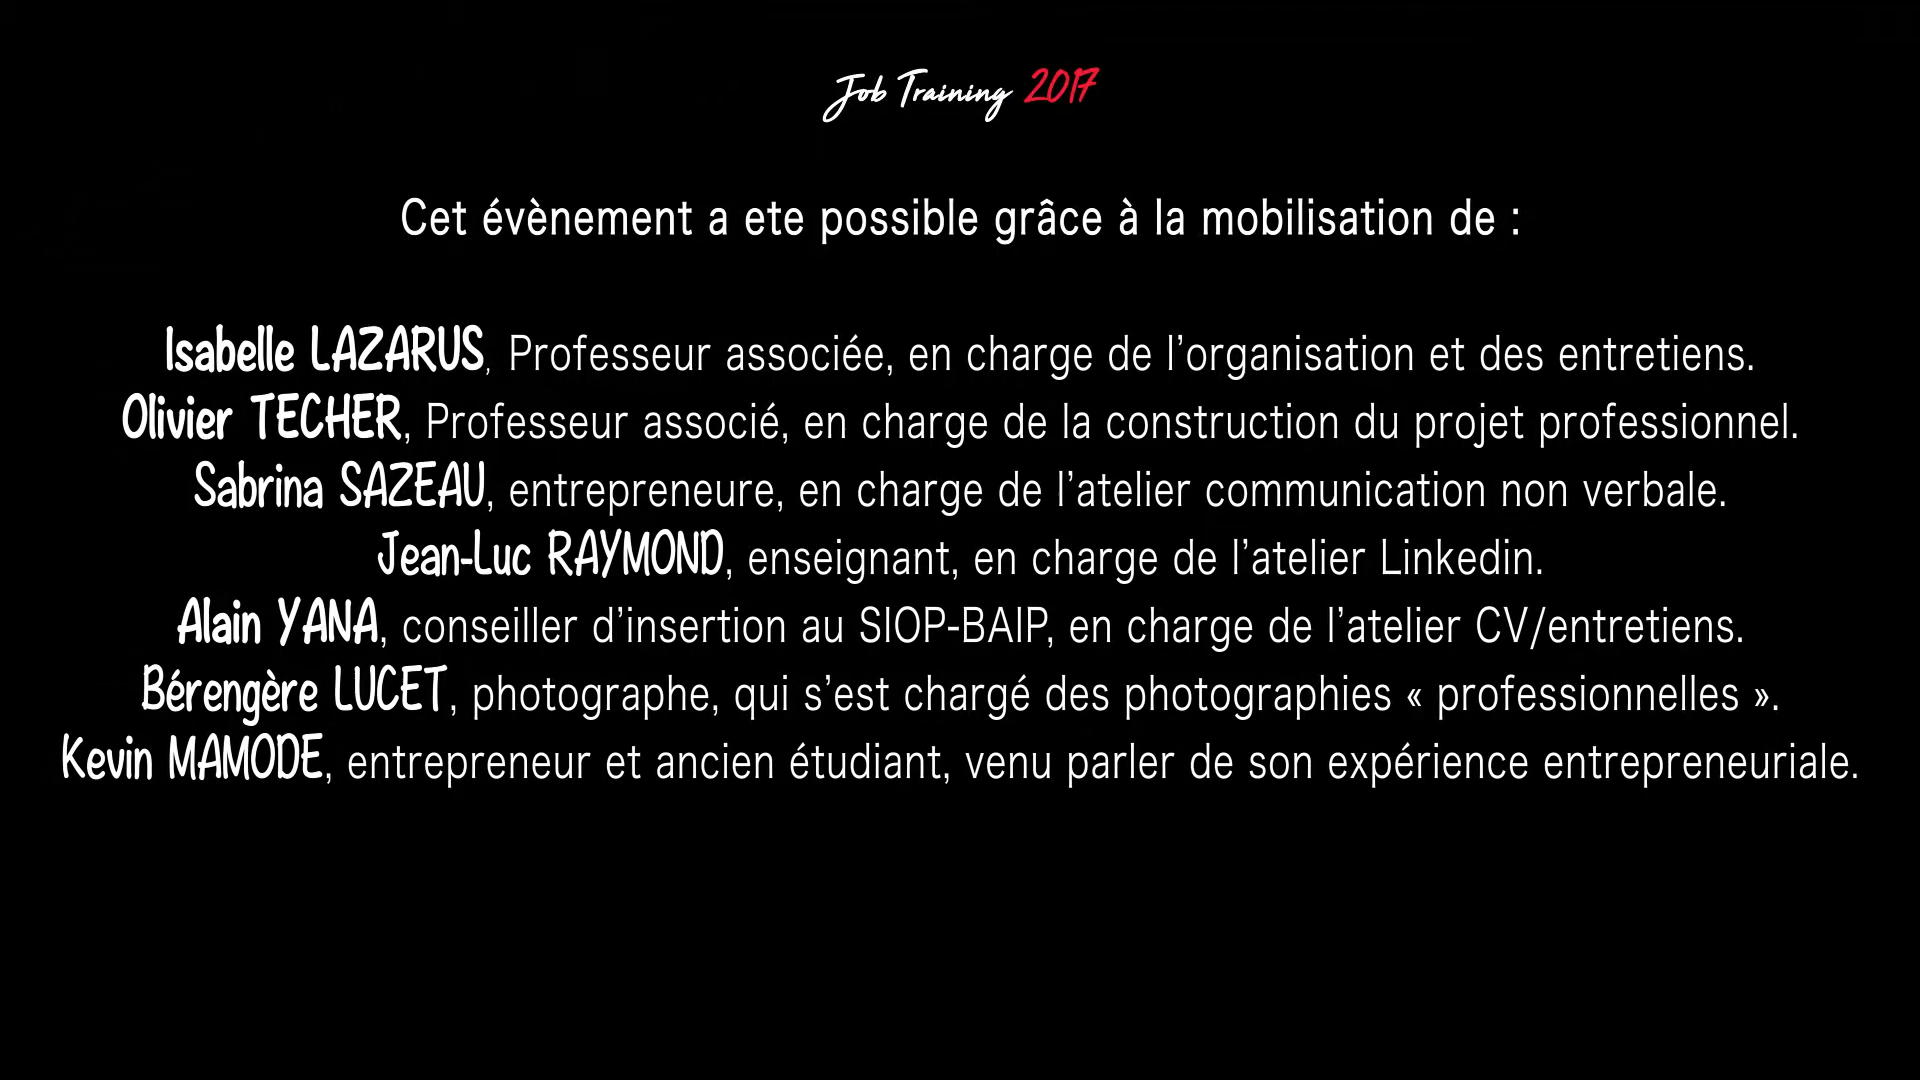 Job Training 2017
Cet évènement a ete possible grâce à la mobilisation de :
Isabelle LAZARUS, Professeur associée, en charge de l’organisation et des entretiens.
Olivier TECHER, Professeur associé, en charge de la construction du projet professionnel.
Sabrina SAZEAU, entrepreneure, en charge de l’atelier communication non verbale.
Jean-Luc RAYMOND, enseignant, en charge de l’atelier Linkedin.
Alain YANA, conseiller d’insertion au SIOP-BAIP, en charge de l’atelier CV/entretiens.
Bérengère LUCET, photographe, qui s’est chargé des photographies « professionnelles ».
Kevin MAMODE, entrepreneur et ancien étudiant, venu parler de son expérience entrepreneuriale.